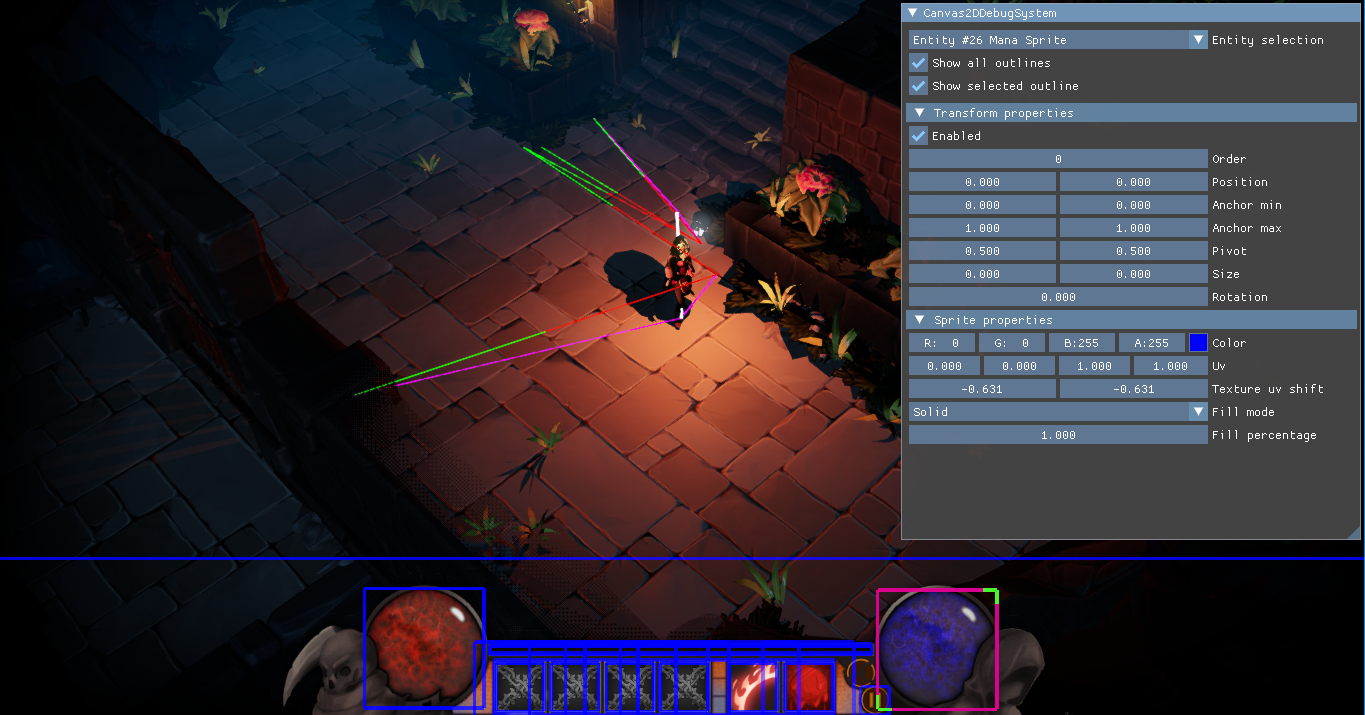 Canvas2DDebugSystem
Entity #26 Mana Sprite Entity selection
Show all outlines
Show selected outline
Transform properties
Enabled
0 Order
0.000 0.000 Position
0.000 0.000 Anchor min
1.000 1.000 Anchor max
0.500 0.500 Pivot
0.000 0.000 Size
0.000 Rotation
Sprite properties
R: 0 G: 0 B:255 A:255 Color
0.000 0.000 1.000 1.000 Uv
-0.631 -0.631 Texture uv shift
Solid Fill mode
1.000 Fill percentage